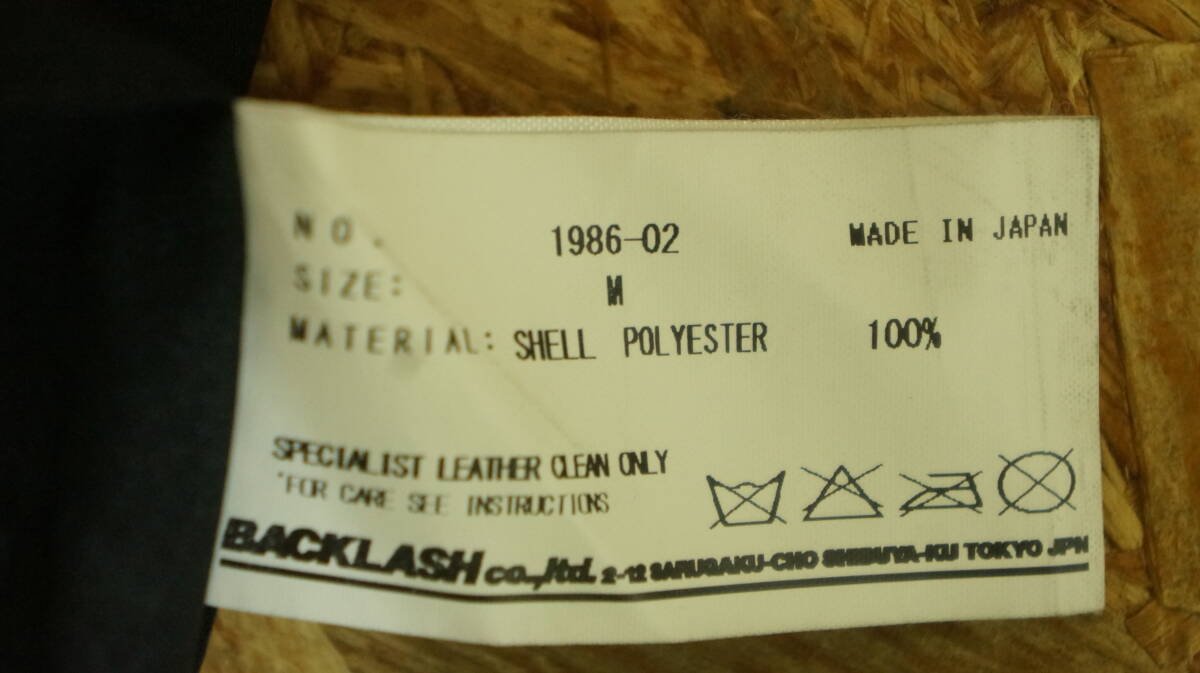 NO. 1986-02 MADE IN JAPAN
SIZE: M
MATERIAL: SHELL POLYESTER 100%
SPECIALIST LEATHER CLEAN ONLY
*FOR CARE SEE INSTRUCTIONS
BACKLASH co.,ltd. 2-12 SARUGAKU-CHO SHIBUYA-KU TOKYO JPN